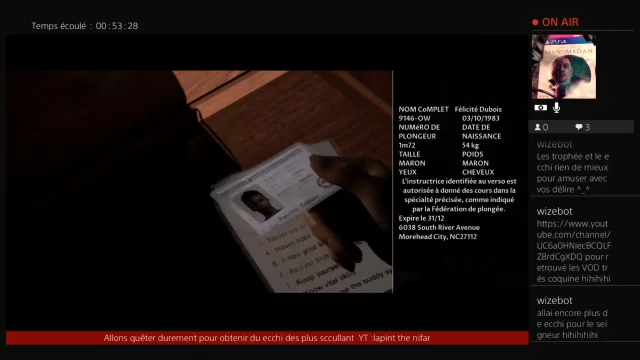 Temps écoulé : 00:53:28
ON AIR
MAN of MEDAN
0
3
NOM CoMPLET Félicité Dubois
9146-OW 03/10/1983
NUMéRO DE DATE DE
PLONGEUR NAISSANCE
1m72 54 kg
TAILLE POIDS
MARON MARON
YEUX CHEVEUX
L'instructrice identifiée au verso est
autorisée à donné des cours dans la
spécialité précisée, comme indiqué
par la Fédération de plongée.
Expire le 31/12
6038 South River Avenue
Morehead City, NC27112
wizebot
Les trophée et le e
cchi rien de mieux
pour amuser avec
vos délire ^_^
wizebot
https://www.yout
ube.com/channel/
UC6a0HNiecBCQLF
Z8rdCgXDQ pour r
etrouvé les VOD tr
és coquine hihihihi
wizebot
allai encore plus d
e ecchi pour le sei
gneur hihihihihi
Allons quêter durement pour obtenir du ecchi des plus sccullant YT :lapint the nifar